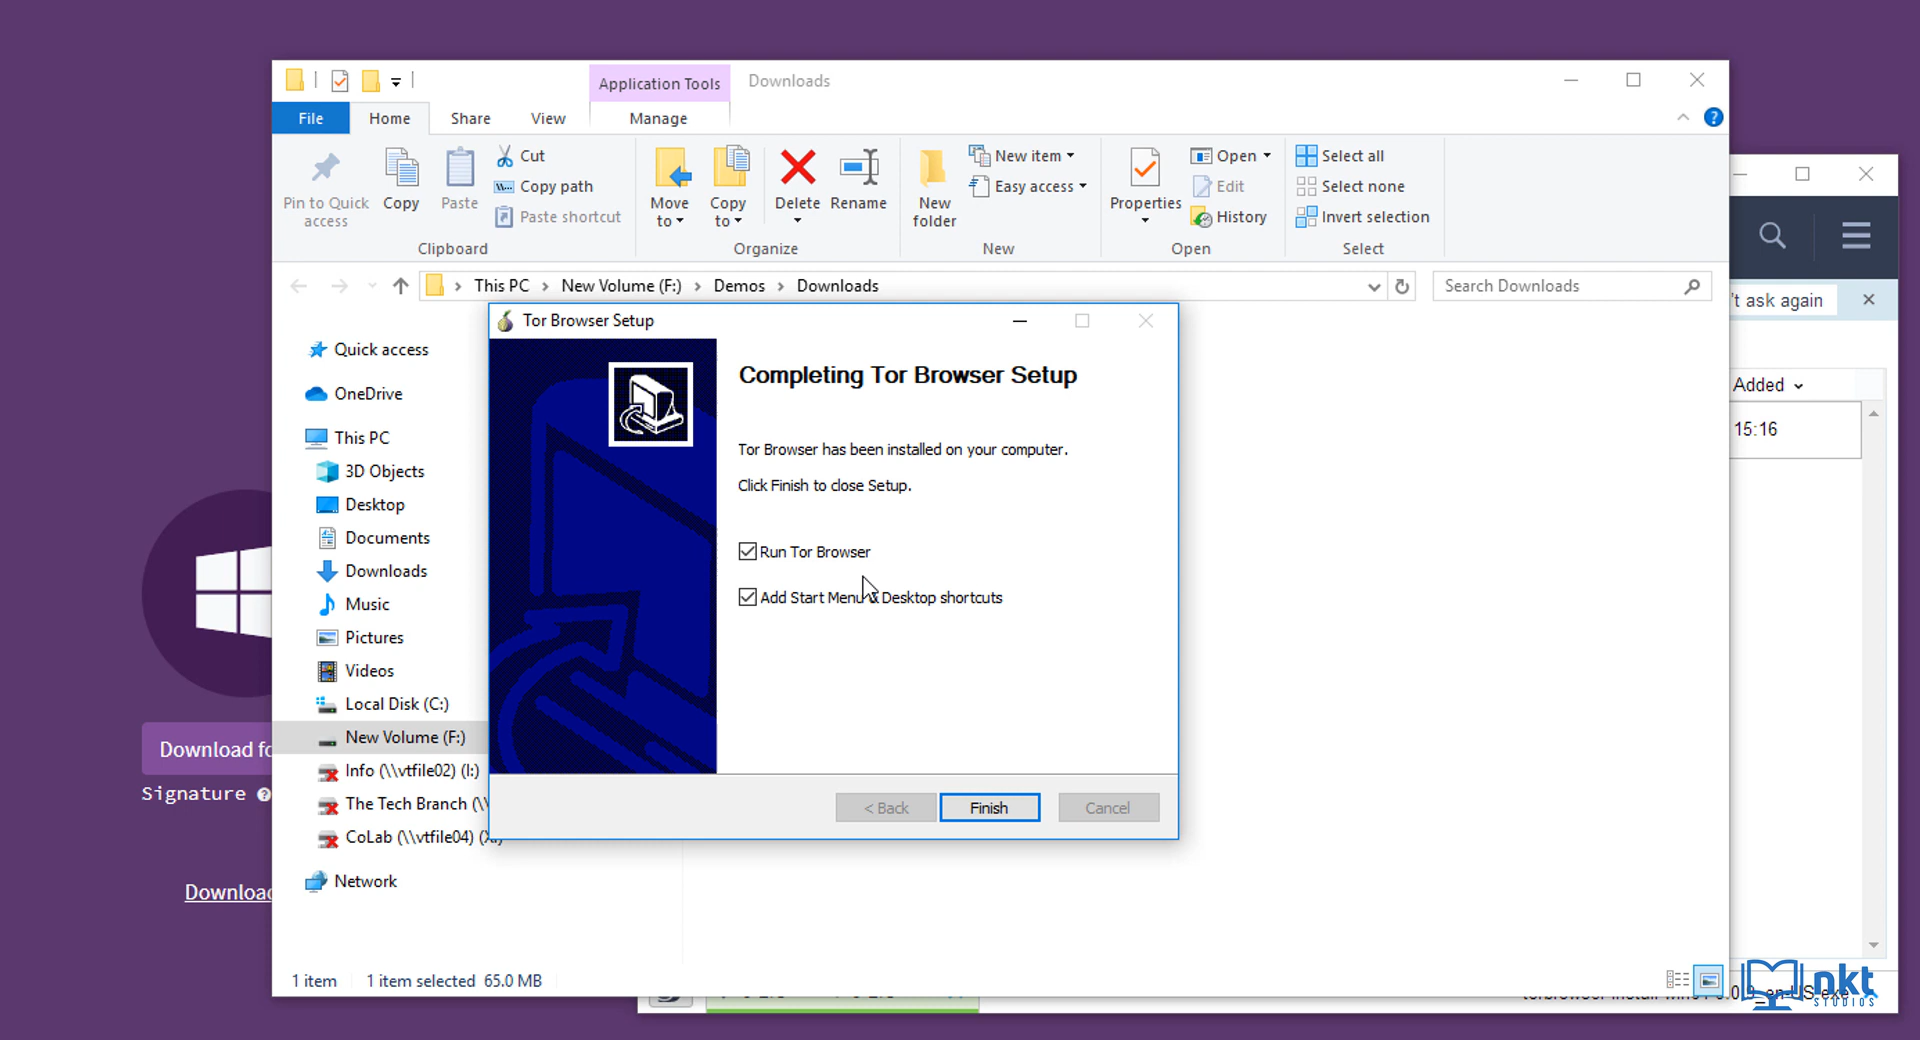 Application Tools
Downloads
File
Home
Share
View
Manage
Pin to Quick access
Copy
Paste
Cut
Copy path
Paste shortcut
Clipboard
Move to
Copy to
Delete
Rename
Organize
New folder
New item
Easy access
New
Properties
Open
Edit
History
Open
Select all
Select none
Invert selection
Select
This PC > New Volume (F:) > Demos > Downloads
Search Downloads
't ask again
Tor Browser Setup
Quick access
OneDrive
This PC
3D Objects
Desktop
Documents
Downloads
Music
Pictures
Videos
Local Disk (C:)
New Volume (F:)
Info (\\vtfile02) (I:)
The Tech Branch (\\
CoLab (\\vtfile04) (X:)
Network
Completing Tor Browser Setup
Tor Browser has been installed on your computer.
Click Finish to close Setup.
Run Tor Browser
Add Start Menu & Desktop shortcuts
< Back
Finish
Cancel
Added
15:16
Download fo
Signature
Download
1 item
1 item selected 65.0 MB
nkt
STUDIOS